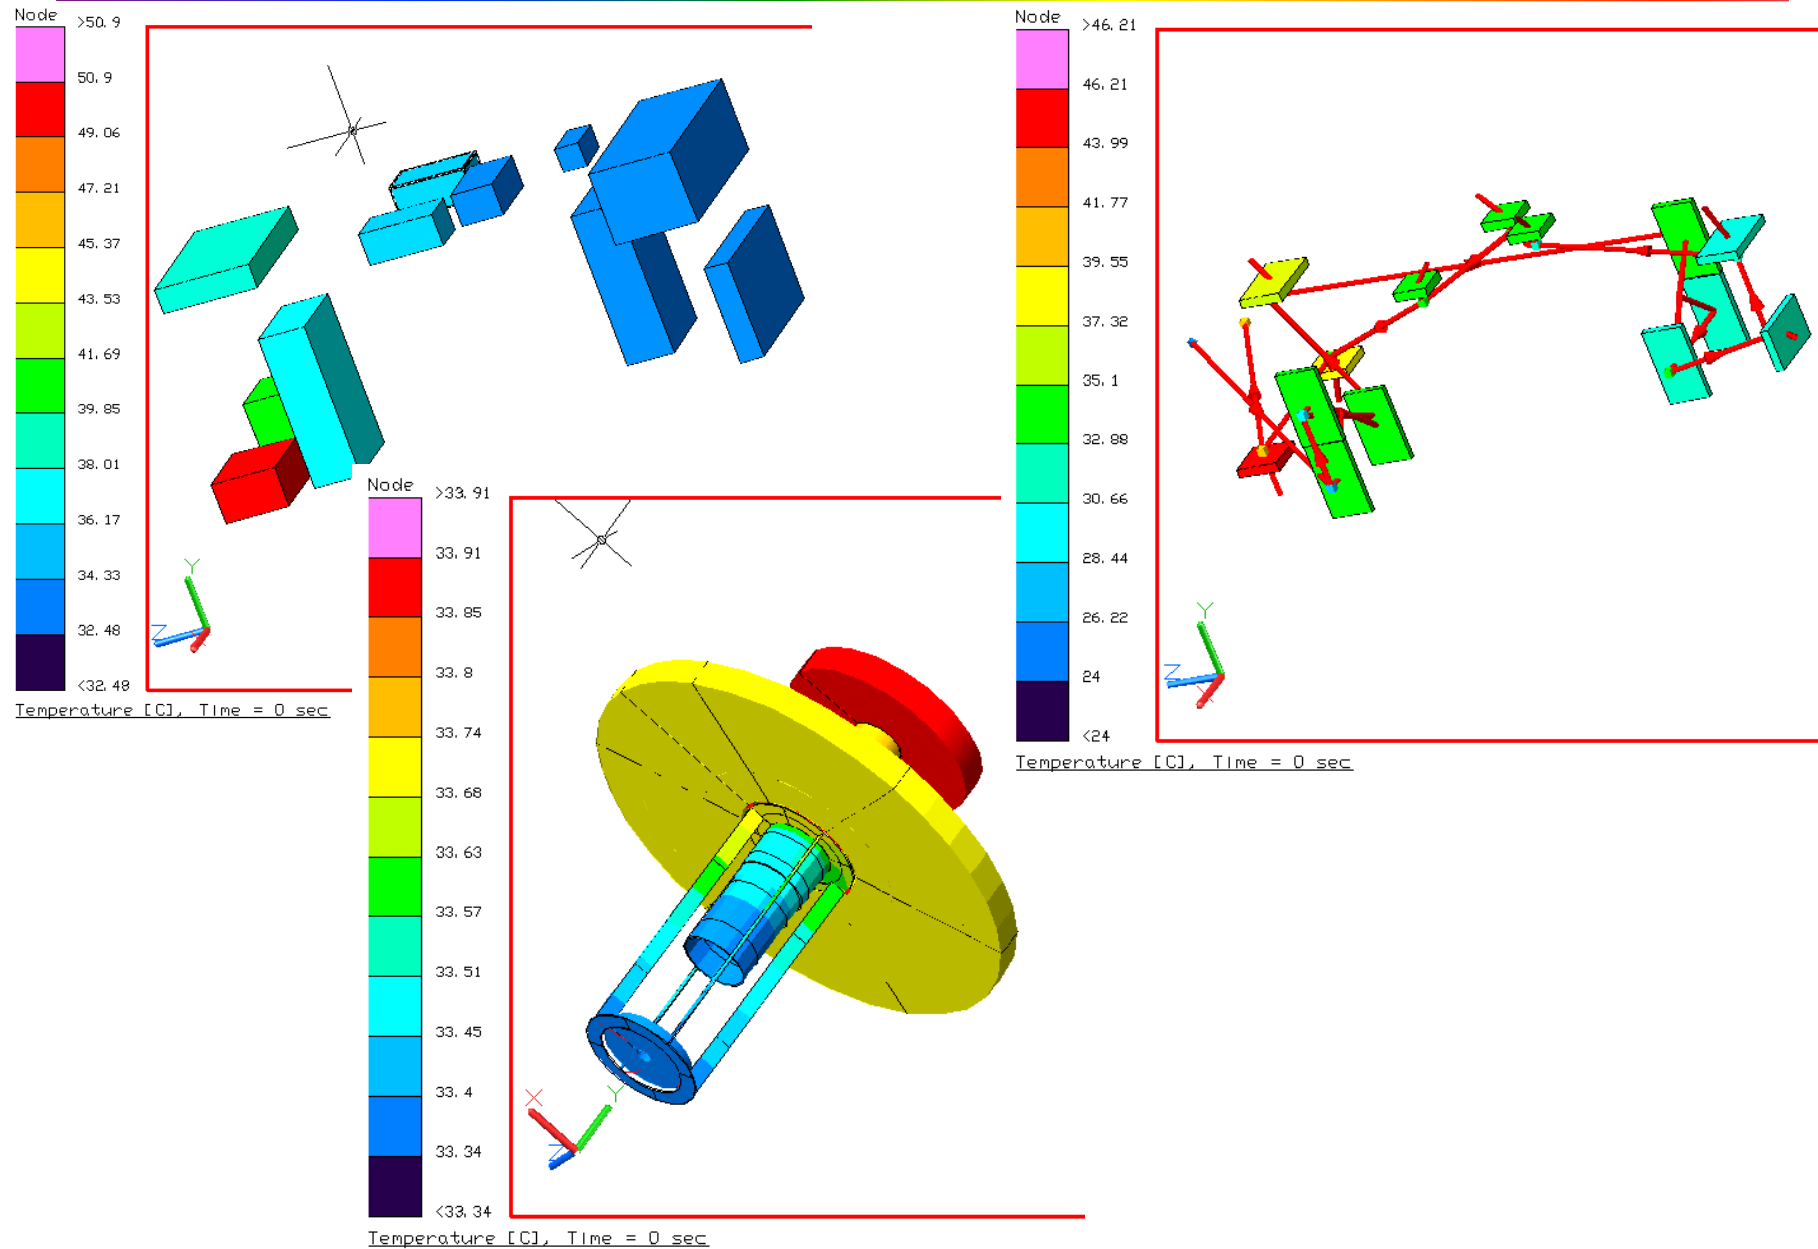 Node
>50.9
50.9
49.06
47.21
45.37
43.53
41.69
39.85
38.01
36.17
34.33
32.48
<32.48
Temperature [C], Time = 0 sec
Y
Z
Node
>46.21
46.21
43.99
41.77
39.55
37.32
35.1
32.88
30.66
28.44
26.22
24
<24
Temperature [C], Time = 0 sec
Y
Z
X
Node
>33.91
33.91
33.85
33.8
33.74
33.68
33.63
33.57
33.51
33.45
33.4
33.34
<33.34
Temperature [C], Time = 0 sec
X
Y
Z